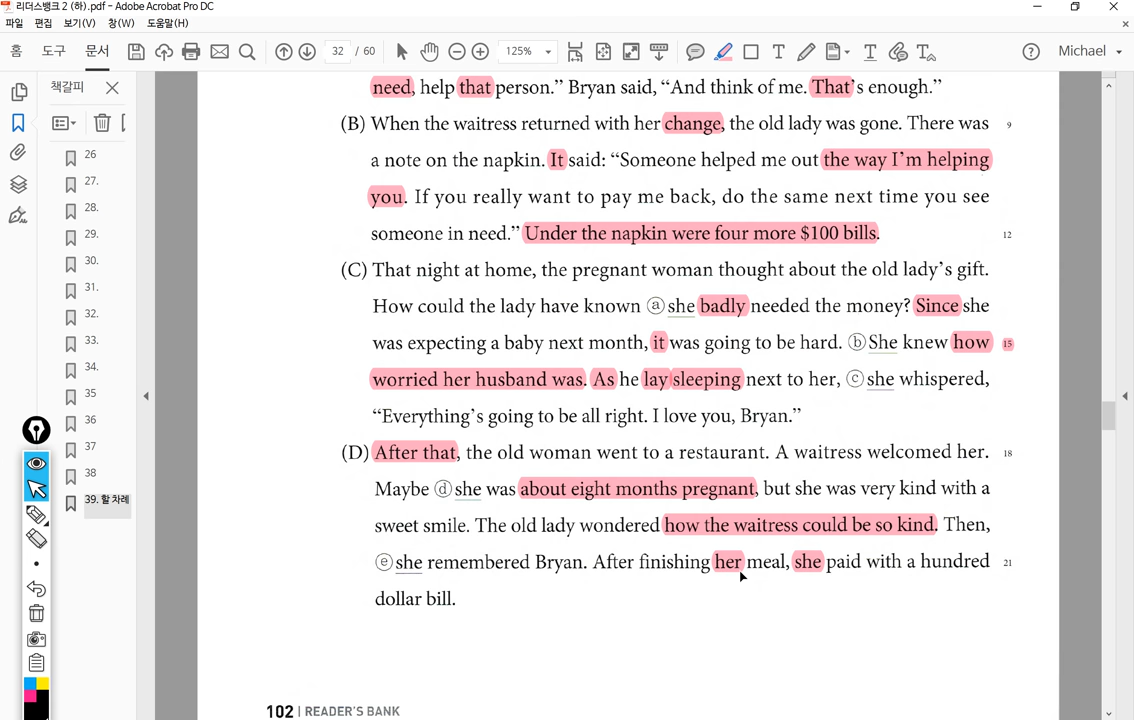 리더스뱅크 2 (하).pdf - Adobe Acrobat Pro DC
파일 편집 보기(V) 창(W) 도움말(H)
홈 도구 문서 32 / 60 125% Michael
책갈피
26
27.
28.
29.
30.
31.
32.
33.
34.
35
36
37
38
39. 할 차례
need, help that person.” Bryan said, “And think of me. That’s enough.”
(B) When the waitress returned with her change, the old lady was gone. There was 9
a note on the napkin. It said: “Someone helped me out the way I’m helping
you. If you really want to pay me back, do the same next time you see
someone in need.” Under the napkin were four more $100 bills. 12
(C) That night at home, the pregnant woman thought about the old lady’s gift.
How could the lady have known ⓐ she badly needed the money? Since she
was expecting a baby next month, it was going to be hard. ⓑ She knew how 15
worried her husband was. As he lay sleeping next to her, ⓒ she whispered,
“Everything’s going to be all right. I love you, Bryan.”
(D) After that, the old woman went to a restaurant. A waitress welcomed her. 18
Maybe ⓓ she was about eight months pregnant, but she was very kind with a
sweet smile. The old lady wondered how the waitress could be so kind. Then,
ⓔ she remembered Bryan. After finishing her meal, she paid with a hundred 21
dollar bill.
102 | READER’S BANK